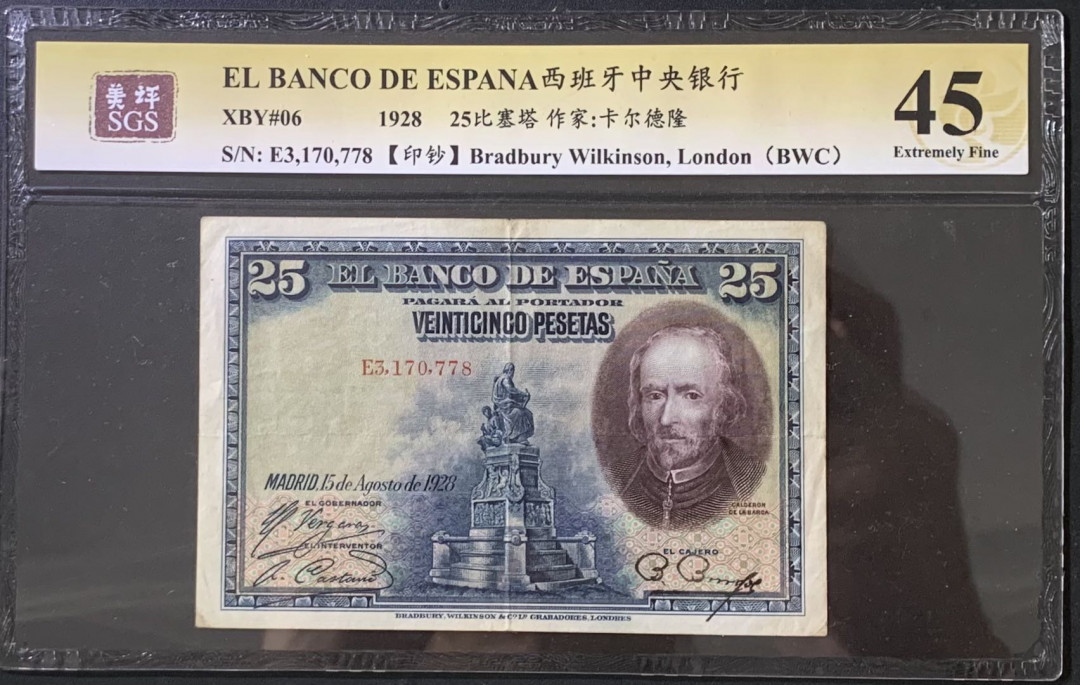 美评
SGS
EL BANCO DE ESPANA西班牙中央银行
XBY#06 1928 25比塞塔 作家:卡尔德隆
S/N: E3,170,778 【印钞】Bradbury Wilkinson, London（BWC）
45
Extremely Fine
25 EL BANCO DE ESPAÑA 25
PAGARÁ AL PORTADOR
VEINTICINCO PESETAS
E3,170,778
MADRID, 15 de Agosto de 1928
CALDERON
DE LA BARCA
EL GOBERNADOR
EL INTERVENTOR
A. Castaño
EL CAJERO
BRADBURY, WILKINSON & Cº Lᴰ GRABADORES, LONDRES